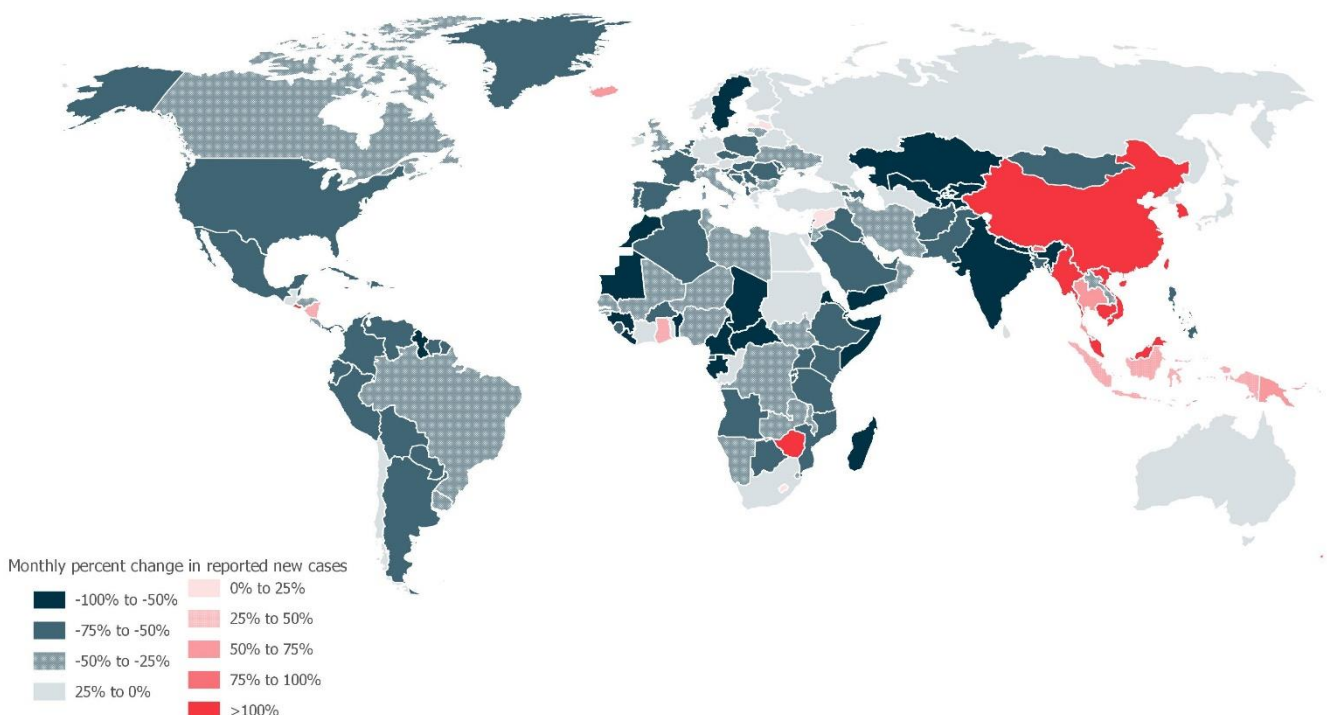 Monthly percent change in reported new cases
-100% to -50%
-75% to -50%
-50% to -25%
25% to 0%
0% to 25%
25% to 50%
50% to 75%
75% to 100%
>100%